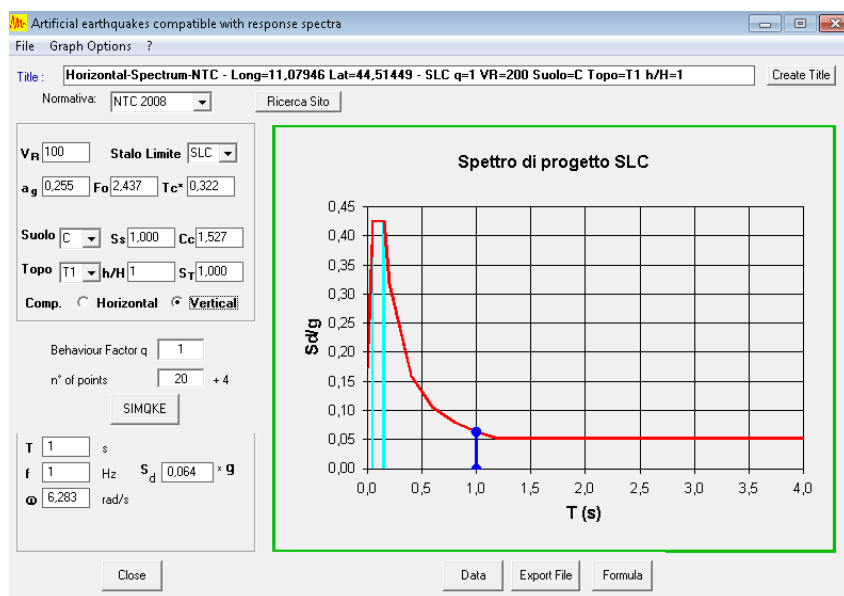 Artificial earthquakes compatible with response spectra
File Graph Options ?
Title : Horizontal-Spectrum-NTC - Long=11,07946 Lat=44,51449 - SLC q=1 VR=200 Suolo=C Topo=T1 h/H=1 Create Title
Normativa: NTC 2008 Ricerca Sito
VR 100 Stalo Limite SLC
ag 0,255 Fo 2,437 Tc* 0,322
Suolo C Ss 1,000 Cc 1,527
Topo T1 h/H 1 ST 1,000
Comp. Horizontal Vertical
Behaviour Factor q 1
n° of points 20 + 4
SIMQKE
T 1 s
f 1 Hz Sd 0,064 x g
ω 6,283 rad/s
Close
Spettro di progetto SLC
0,45
0,40
0,35
0,30
0,25
0,20
0,15
0,10
0,05
0,00
Sd/g
0,0 0,5 1,0 1,5 2,0 2,5 3,0 3,5 4,0
T (s)
Data Export File Formula